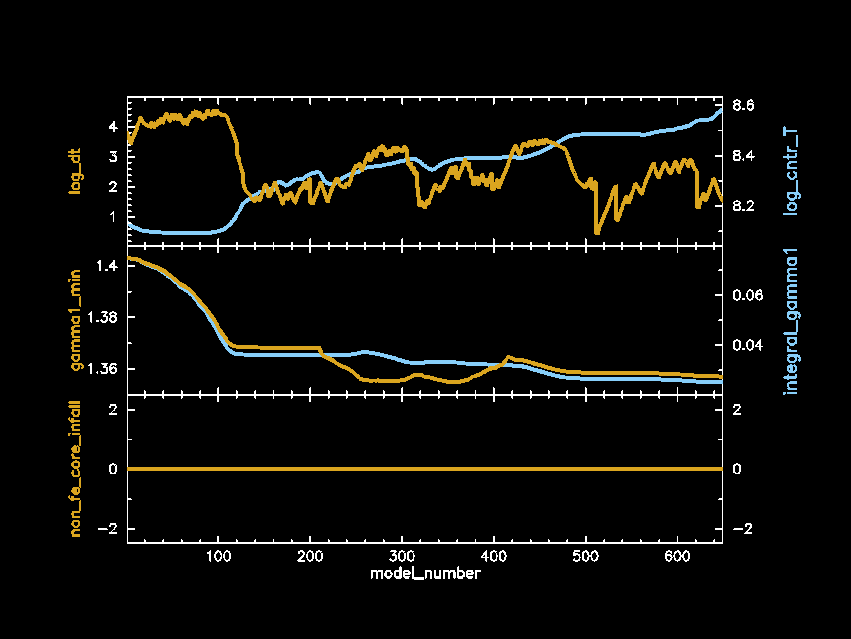 log_dt
4
3
2
1
8.6
8.4
8.2
log_cntr_T
gamma1_min
1.4
1.38
1.36
0.06
0.04
integral_gamma1
non_fe_core_infall
2
0
−2
2
0
−2
100 200 300 400 500 600
model_number